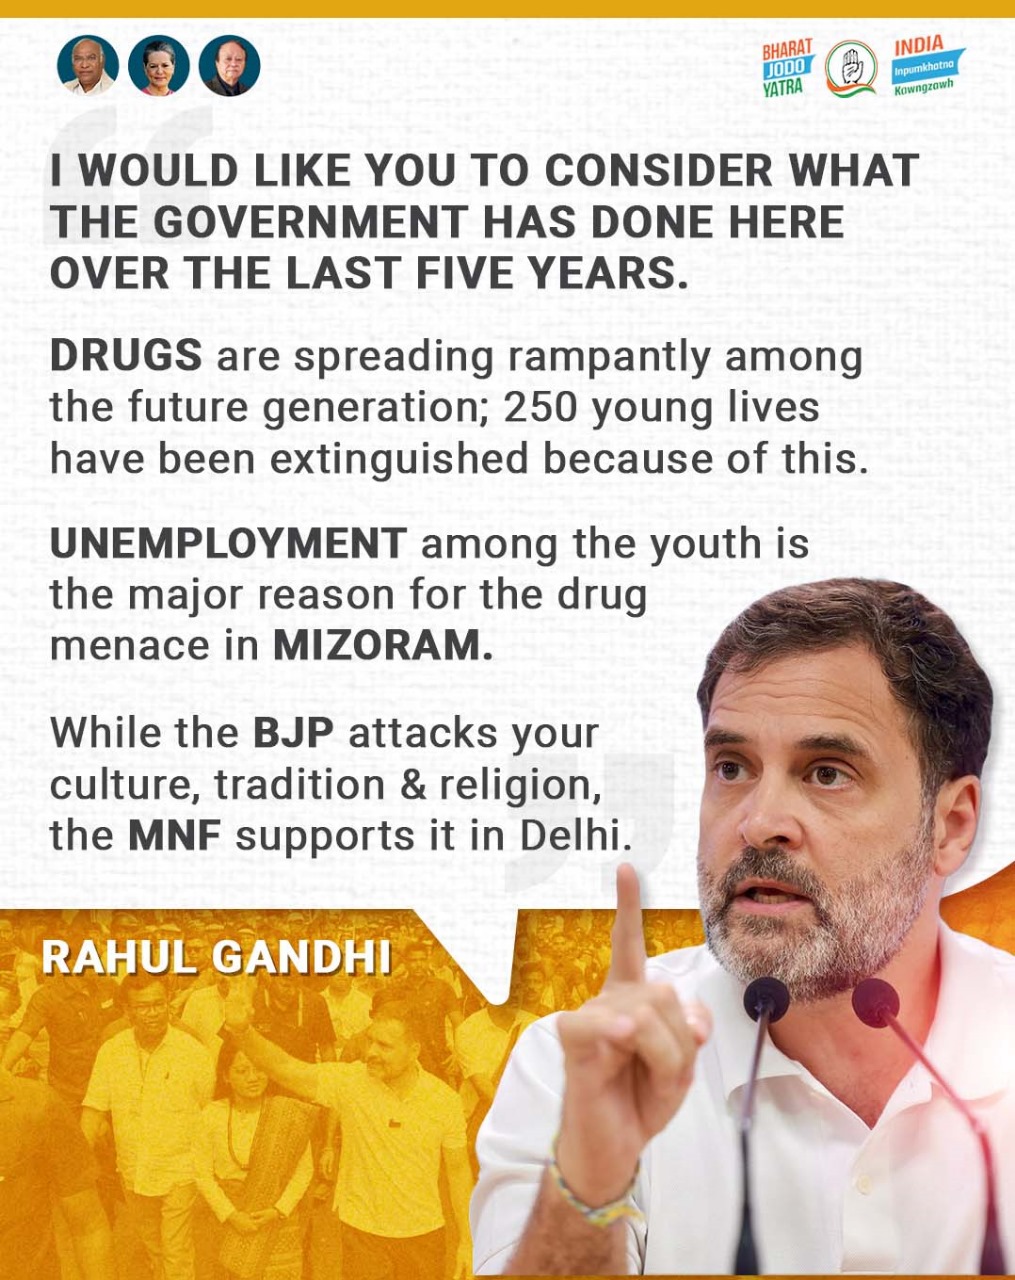 BHARAT
JODO
YATRA
INDIA
Inpumkhatna
Kawngzawh
I WOULD LIKE YOU TO CONSIDER WHAT
THE GOVERNMENT HAS DONE HERE
OVER THE LAST FIVE YEARS.
DRUGS are spreading rampantly among
the future generation; 250 young lives
have been extinguished because of this.
UNEMPLOYMENT among the youth is
the major reason for the drug
menace in MIZORAM.
While the BJP attacks your
culture, tradition & religion,
the MNF supports it in Delhi.
RAHUL GANDHI